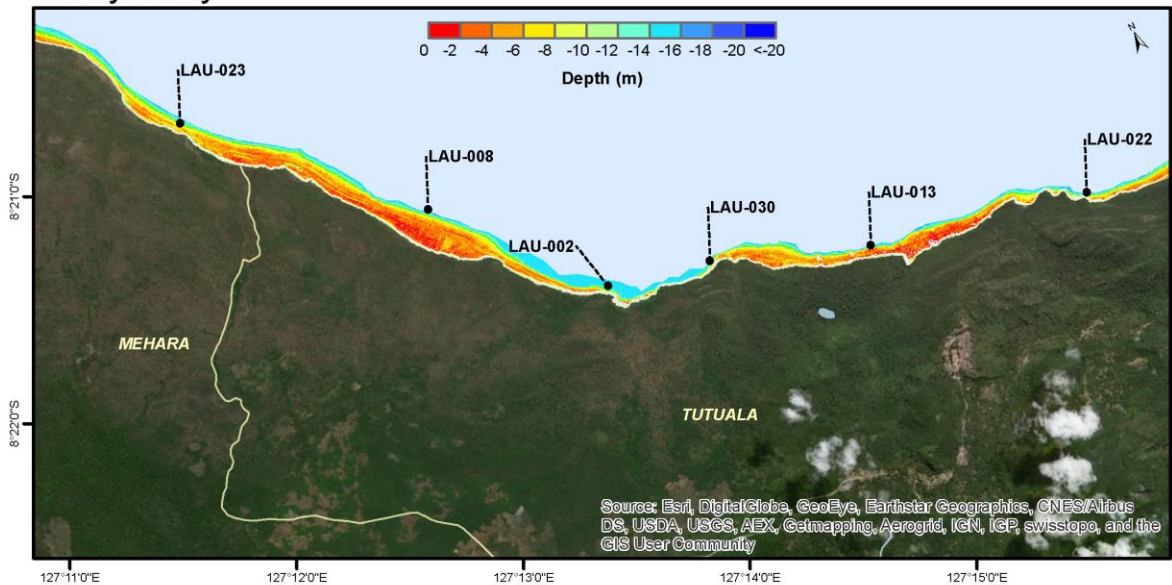 N
0 -2 -4 -6 -8 -10 -12 -14 -16 -18 -20 <-20
Depth (m)
LAU-023
LAU-008
LAU-022
LAU-013
LAU-030
LAU-002
MEHARA
TUTUALA
8°21'0"S
8°22'0"S
Source: Esri, DigitalGlobe, GeoEye, Earthstar Geographics, CNES/Airbus
DS, USDA, USGS, AEX, Getmapping, Aerogrid, IGN, IGP, swisstopo, and the
GIS User Community
127°11'0"E 127°12'0"E 127°13'0"E 127°14'0"E 127°15'0"E